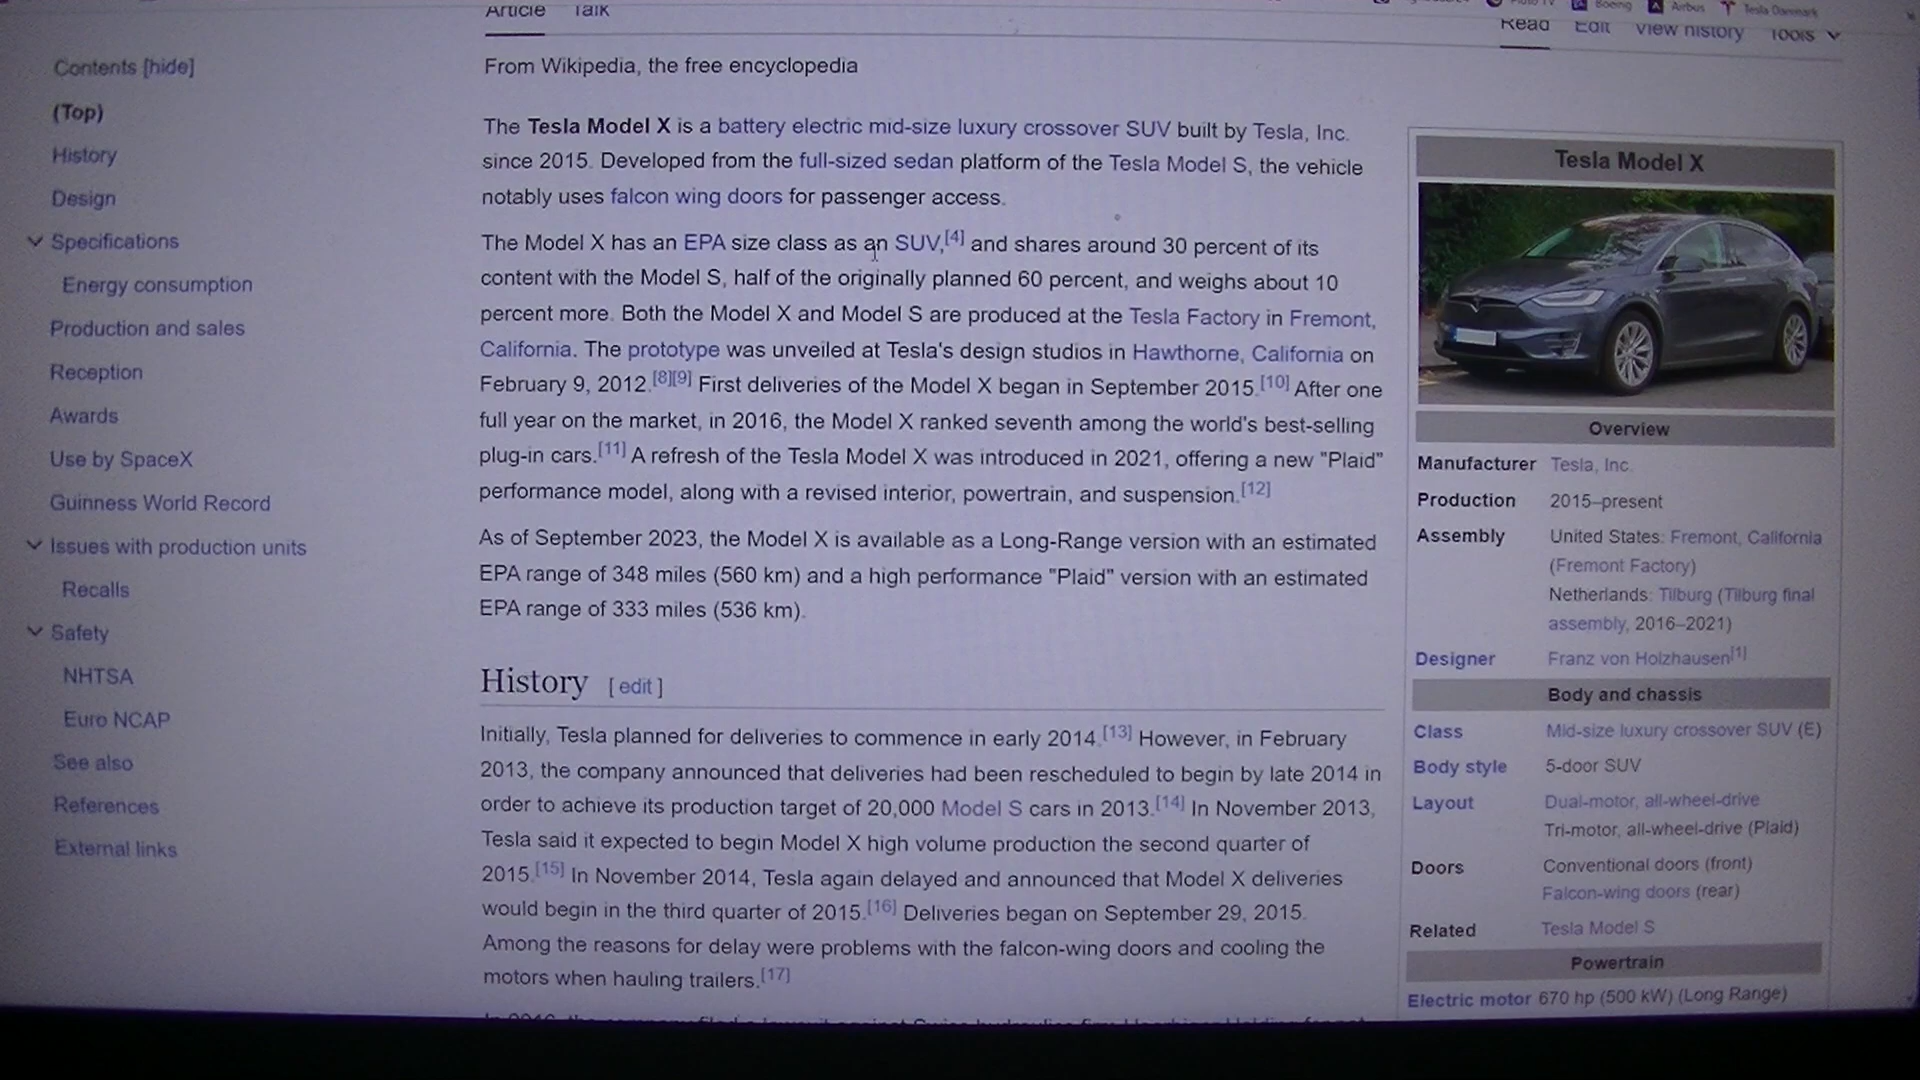 Boeing
Airbus
Tesla Danmark
Article Talk
Read Edit View history Tools
Contents [hide]
(Top)
History
Design
Specifications
Energy consumption
Production and sales
Reception
Awards
Use by SpaceX
Guinness World Record
Issues with production units
Recalls
Safety
NHTSA
Euro NCAP
See also
References
External links
From Wikipedia, the free encyclopedia
The Tesla Model X is a battery electric mid-size luxury crossover SUV built by Tesla, Inc.
since 2015. Developed from the full-sized sedan platform of the Tesla Model S, the vehicle
notably uses falcon wing doors for passenger access.
The Model X has an EPA size class as an SUV,[4] and shares around 30 percent of its
content with the Model S, half of the originally planned 60 percent, and weighs about 10
percent more. Both the Model X and Model S are produced at the Tesla Factory in Fremont,
California. The prototype was unveiled at Tesla's design studios in Hawthorne, California on
February 9, 2012.[8][9] First deliveries of the Model X began in September 2015.[10] After one
full year on the market, in 2016, the Model X ranked seventh among the world's best-selling
plug-in cars.[11] A refresh of the Tesla Model X was introduced in 2021, offering a new "Plaid"
performance model, along with a revised interior, powertrain, and suspension.[12]
As of September 2023, the Model X is available as a Long-Range version with an estimated
EPA range of 348 miles (560 km) and a high performance "Plaid" version with an estimated
EPA range of 333 miles (536 km).
History [ edit ]
Initially, Tesla planned for deliveries to commence in early 2014.[13] However, in February
2013, the company announced that deliveries had been rescheduled to begin by late 2014 in
order to achieve its production target of 20,000 Model S cars in 2013.[14] In November 2013,
Tesla said it expected to begin Model X high volume production the second quarter of
2015.[15] In November 2014, Tesla again delayed and announced that Model X deliveries
would begin in the third quarter of 2015.[16] Deliveries began on September 29, 2015.
Among the reasons for delay were problems with the falcon-wing doors and cooling the
motors when hauling trailers.[17]
Tesla Model X
Overview
Manufacturer Tesla, Inc.
Production 2015–present
Assembly United States: Fremont, California
(Fremont Factory)
Netherlands: Tilburg (Tilburg final
assembly, 2016–2021)
Designer Franz von Holzhausen[1]
Body and chassis
Class Mid-size luxury crossover SUV (E)
Body style 5-door SUV
Layout Dual-motor, all-wheel-drive
Tri-motor, all-wheel-drive (Plaid)
Doors Conventional doors (front)
Falcon-wing doors (rear)
Related Tesla Model S
Powertrain
Electric motor 670 hp (500 kW) (Long Range)